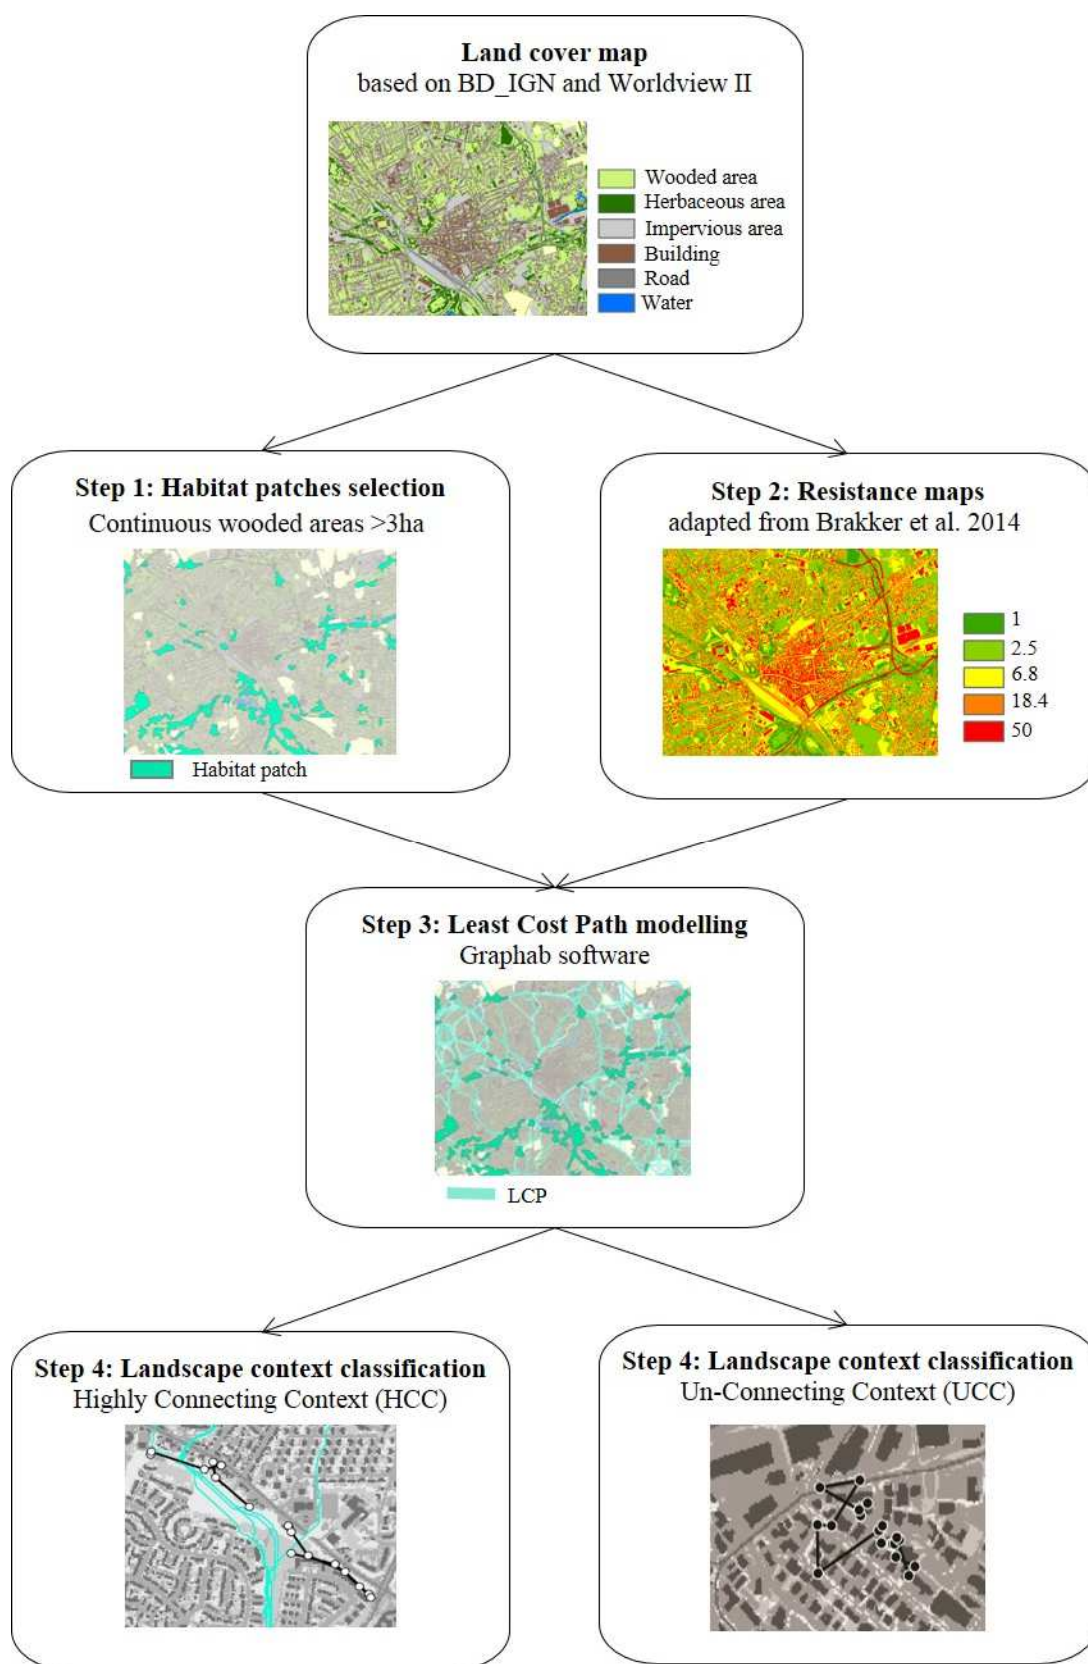 Land cover map
based on BD_IGN and Worldview II
Wooded area
Herbaceous area
Impervious area
Building
Road
Water
Step 1: Habitat patches selection
Continuous wooded areas >3ha
Habitat patch
Step 2: Resistance maps
adapted from Brakker et al. 2014
1
2.5
6.8
18.4
50
Step 3: Least Cost Path modelling
Graphab software
LCP
Step 4: Landscape context classification
Highly Connecting Context (HCC)
Step 4: Landscape context classification
Un-Connecting Context (UCC)